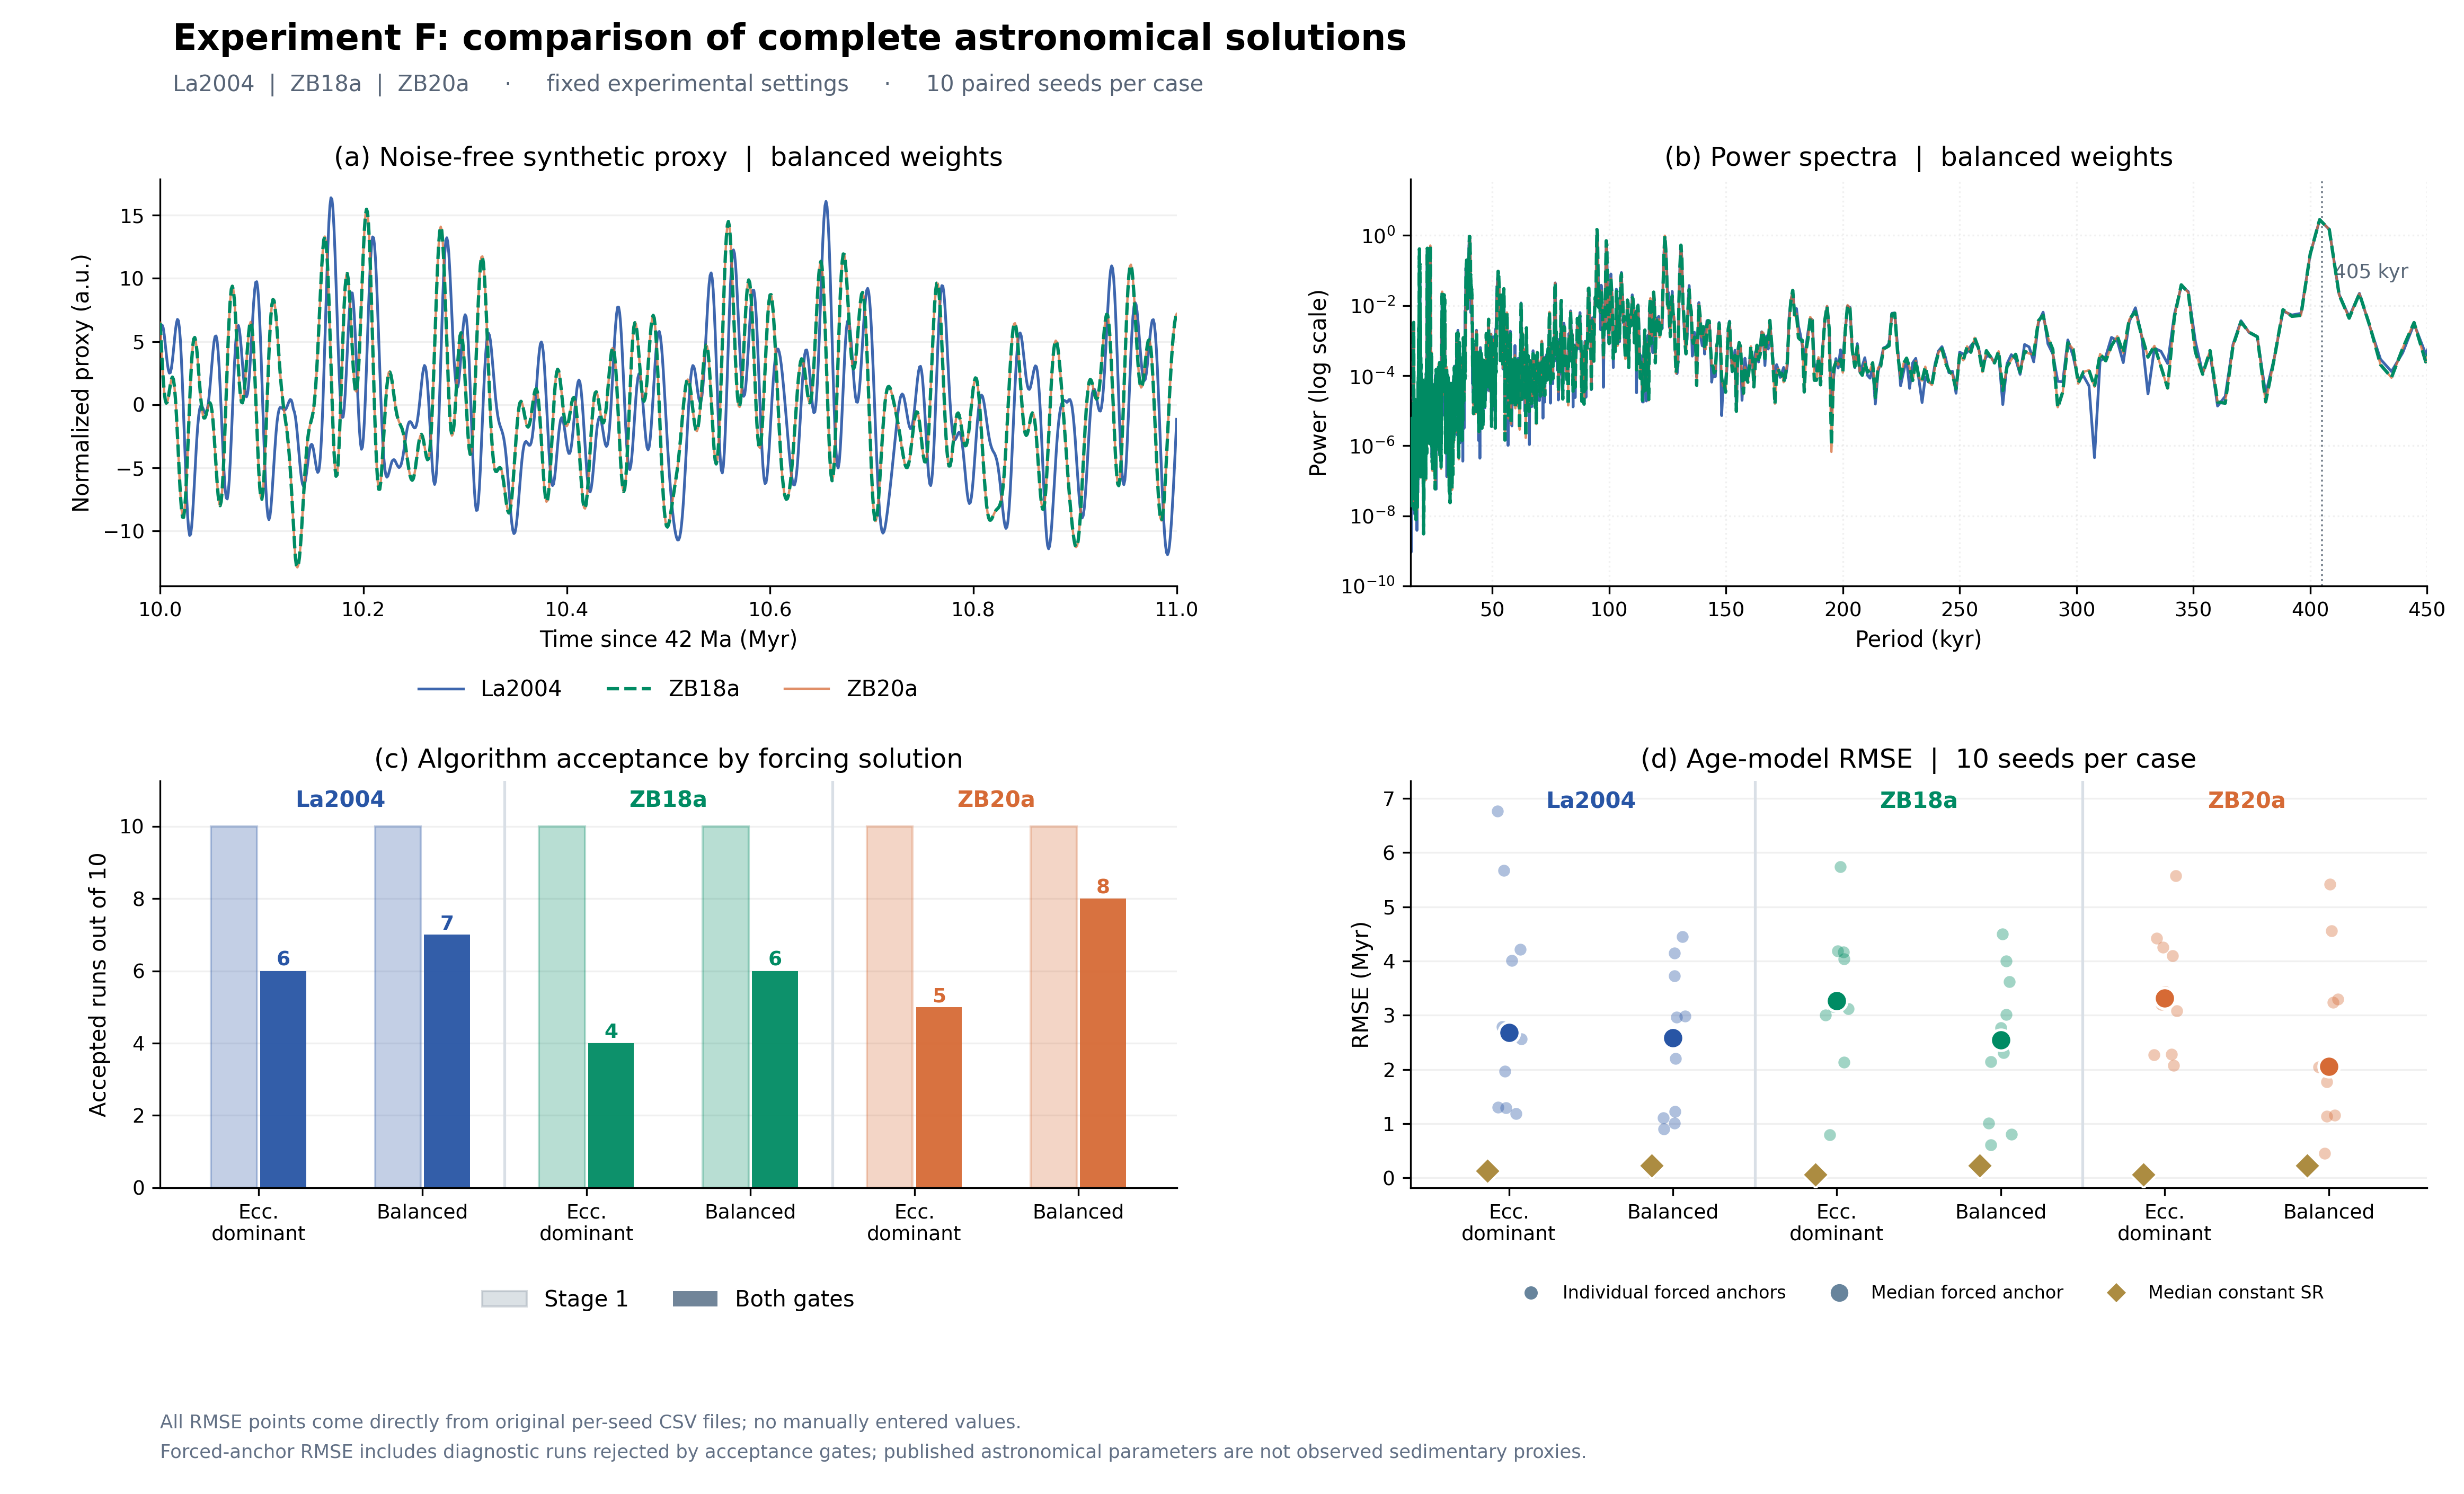 Experiment F: comparison of complete astronomical solutions
La2004 | ZB18a | ZB20a · fixed experimental settings · 10 paired seeds per case
(a) Noise-free synthetic proxy | balanced weights
Normalized proxy (a.u.)
15
10
5
0
−5
−10
10.0 10.2 10.4 10.6 10.8 11.0
Time since 42 Ma (Myr)
La2004 ZB18a ZB20a
(b) Power spectra | balanced weights
Power (log scale)
10⁰
10⁻²
10⁻⁴
10⁻⁶
10⁻⁸
10⁻¹⁰
405 kyr
50 100 150 200 250 300 350 400 450
Period (kyr)
(c) Algorithm acceptance by forcing solution
La2004 ZB18a ZB20a
Accepted runs out of 10
10
8
6
4
2
0
6 7 4 6 5 8
Ecc. dominant Balanced Ecc. dominant Balanced Ecc. dominant Balanced
Stage 1 Both gates
(d) Age-model RMSE | 10 seeds per case
La2004 ZB18a ZB20a
RMSE (Myr)
7
6
5
4
3
2
1
0
Ecc. dominant Balanced Ecc. dominant Balanced Ecc. dominant Balanced
Individual forced anchors Median forced anchor Median constant SR
All RMSE points come directly from original per-seed CSV files; no manually entered values.
Forced-anchor RMSE includes diagnostic runs rejected by acceptance gates; published astronomical parameters are not observed sedimentary proxies.